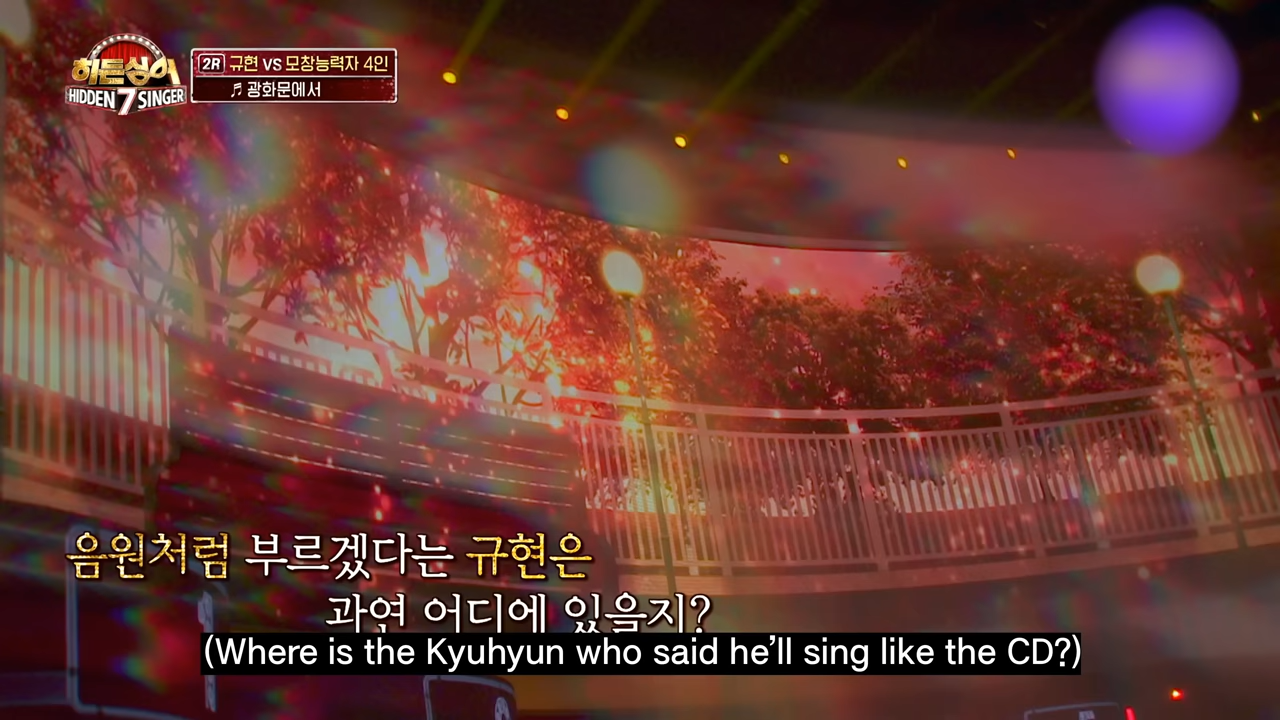 히든싱어
HIDDEN 7 SINGER
2R 규현 VS 모창능력자 4인
♬ 광화문에서
음원처럼 부르겠다는 규현은
과연 어디에 있을지?
(Where is the Kyuhyun who said he’ll sing like the CD?)